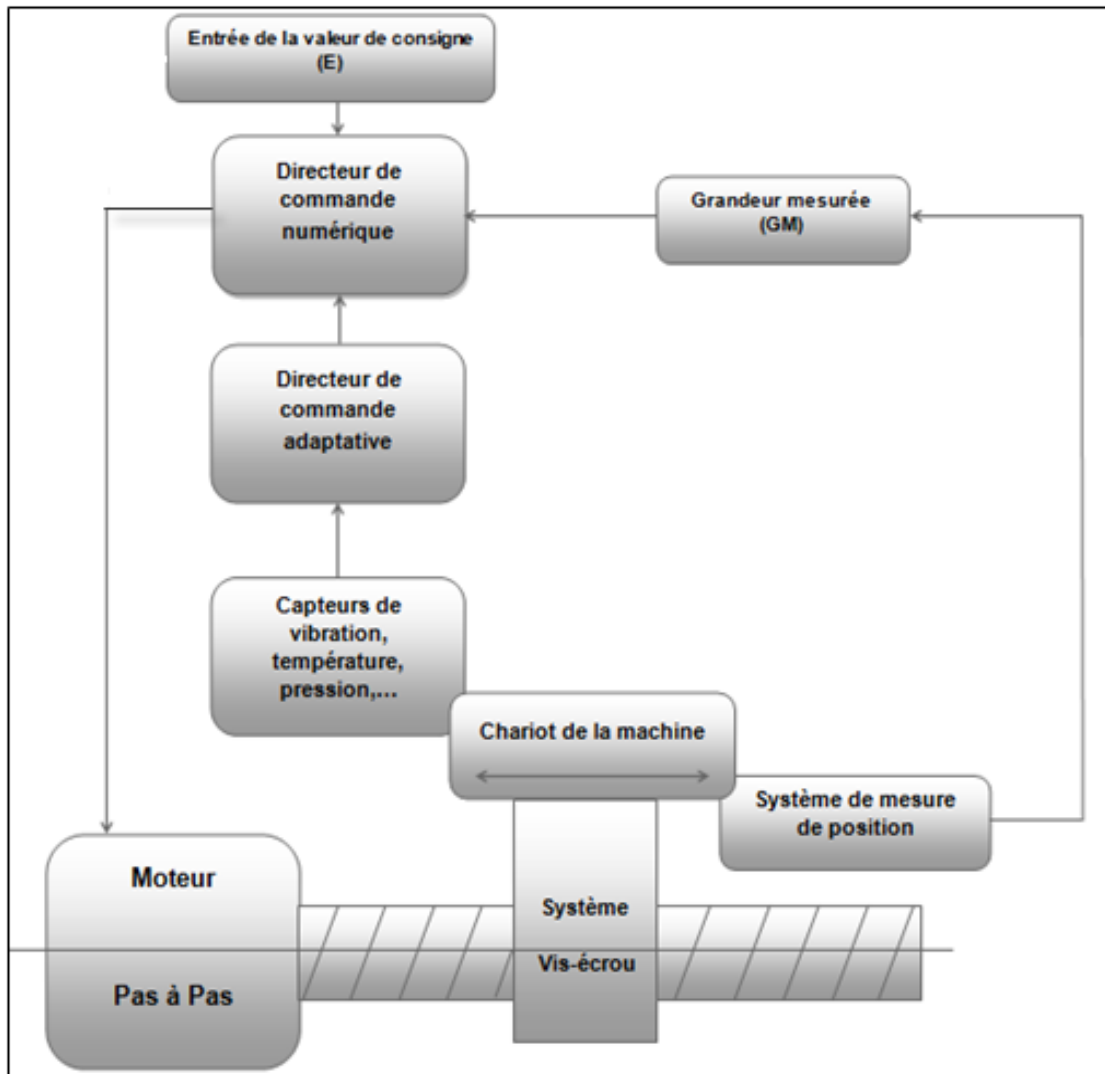 Entrée de la valeur de consigne
(E)
Directeur de
commande
numérique
Grandeur mesurée
(GM)
Directeur de
commande
adaptative
Capteurs de
vibration,
température,
pression,...
Chariot de la machine
Système de mesure
de position
Moteur
Pas à Pas
Système
Vis-écrou